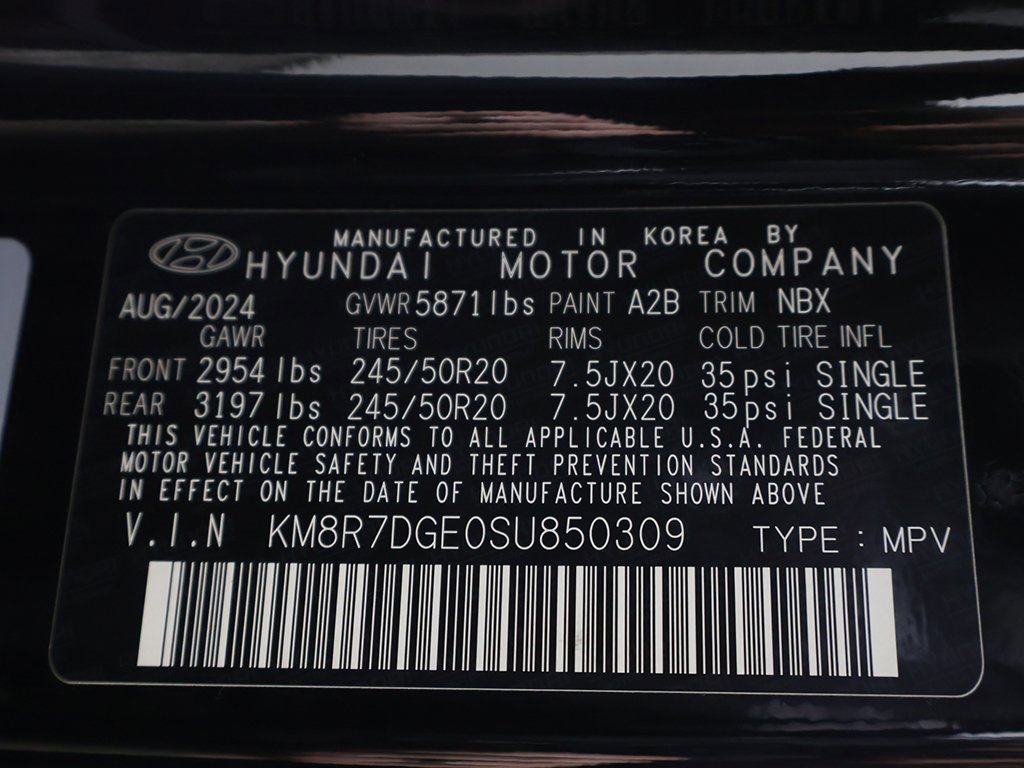 MANUFACTURED IN KOREA BY
HYUNDAI MOTOR COMPANY
AUG/2024 GVWR 5871lbs PAINT A2B TRIM NBX
GAWR TIRES RIMS COLD TIRE INFL
FRONT 2954 lbs 245/50R20 7.5JX20 35psi SINGLE
REAR 3197 lbs 245/50R20 7.5JX20 35psi SINGLE
THIS VEHICLE CONFORMS TO ALL APPLICABLE U.S.A. FEDERAL
MOTOR VEHICLE SAFETY AND THEFT PREVENTION STANDARDS
IN EFFECT ON THE DATE OF MANUFACTURE SHOWN ABOVE
V.I.N KM8R7DGE0SU850309 TYPE : MPV